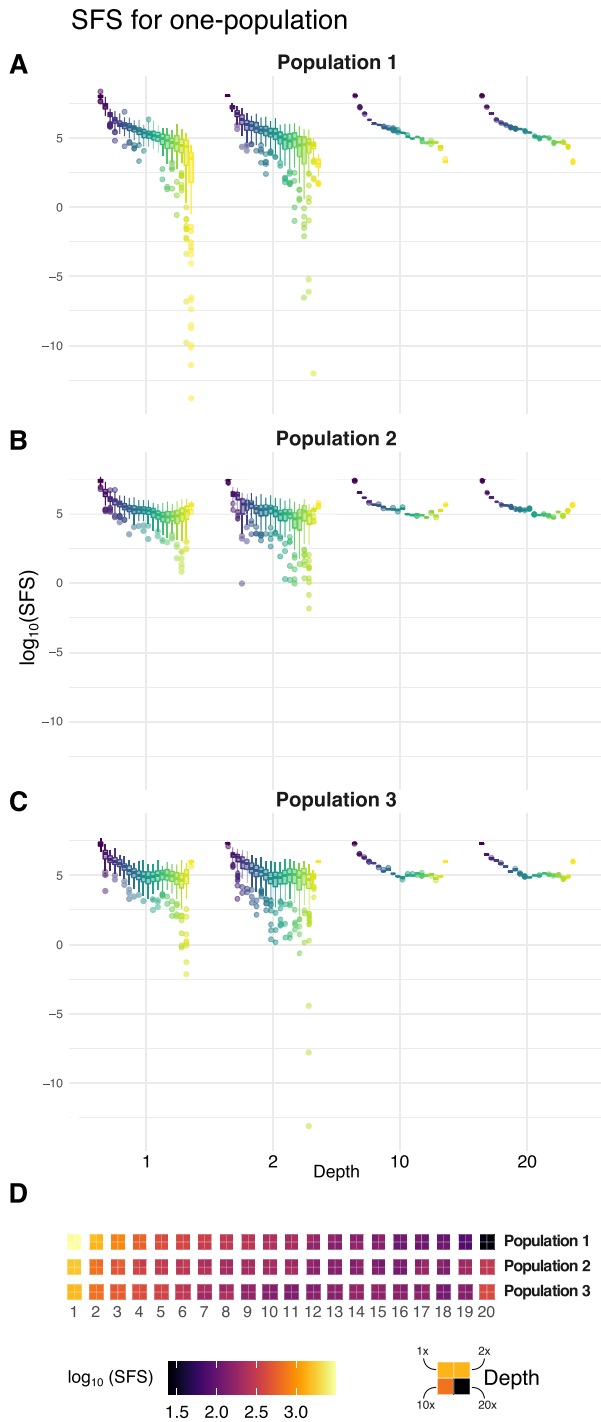 SFS for one-population
A
Population 1
5
0
−5
−10
B
Population 2
5
0
−5
−10
log10(SFS)
C
Population 3
5
0
−5
−10
1 2 10 20
Depth
D
Population 1
Population 2
Population 3
1 2 3 4 5 6 7 8 9 10 11 12 13 14 15 16 17 18 19 20
log10 (SFS)
1.5 2.0 2.5 3.0
1x 2x
Depth
10x 20x